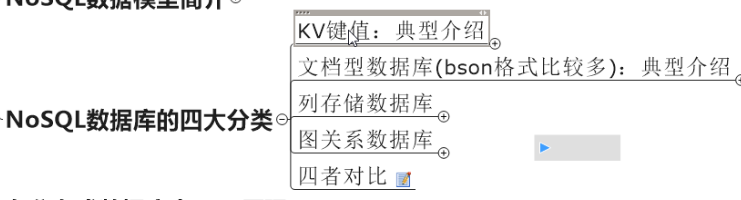 NoSQL数据模型简介
KV键值：典型介绍
文档型数据库(bson格式比较多)：典型介绍
NoSQL数据库的四大分类
列存储数据库
图关系数据库
四者对比